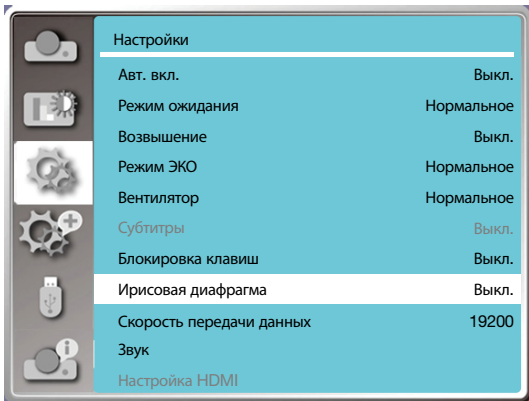 Настройки
Авт. вкл. Выкл.
Режим ожидания Нормальное
Возвышение Выкл.
Режим ЭКО Нормальное
Вентилятор Нормальное
Субтитры Выкл.
Блокировка клавиш Выкл.
Ирисовая диафрагма Выкл.
Скорость передачи данных 19200
Звук
Настройка HDMI